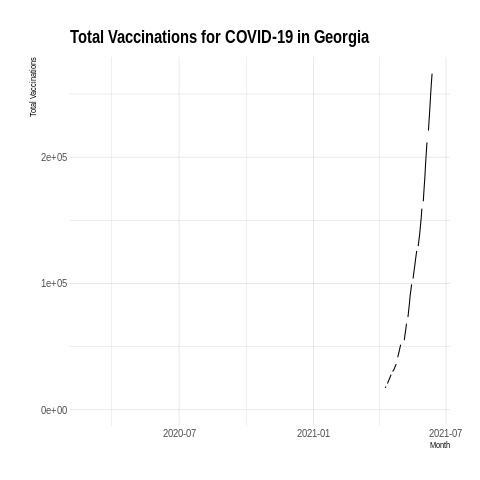 Total Vaccinations for COVID-19 in Georgia
Total Vaccinations
2e+05
1e+05
0e+00
2020-07
2021-01
2021-07
Month